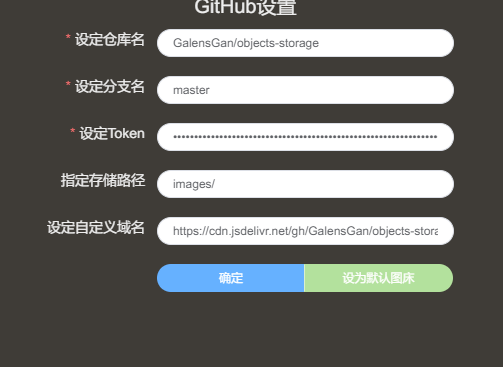 GitHub设置
* 设定仓库名 GalensGan/objects-storage
* 设定分支名 master
* 设定Token ••••••••••••••••••••••••••••••••••••••••••••••••••••••••••••••••
指定存储路径 images/
设定自定义域名 https://cdn.jsdelivr.net/gh/GalensGan/objects-stora
确定 设为默认图床